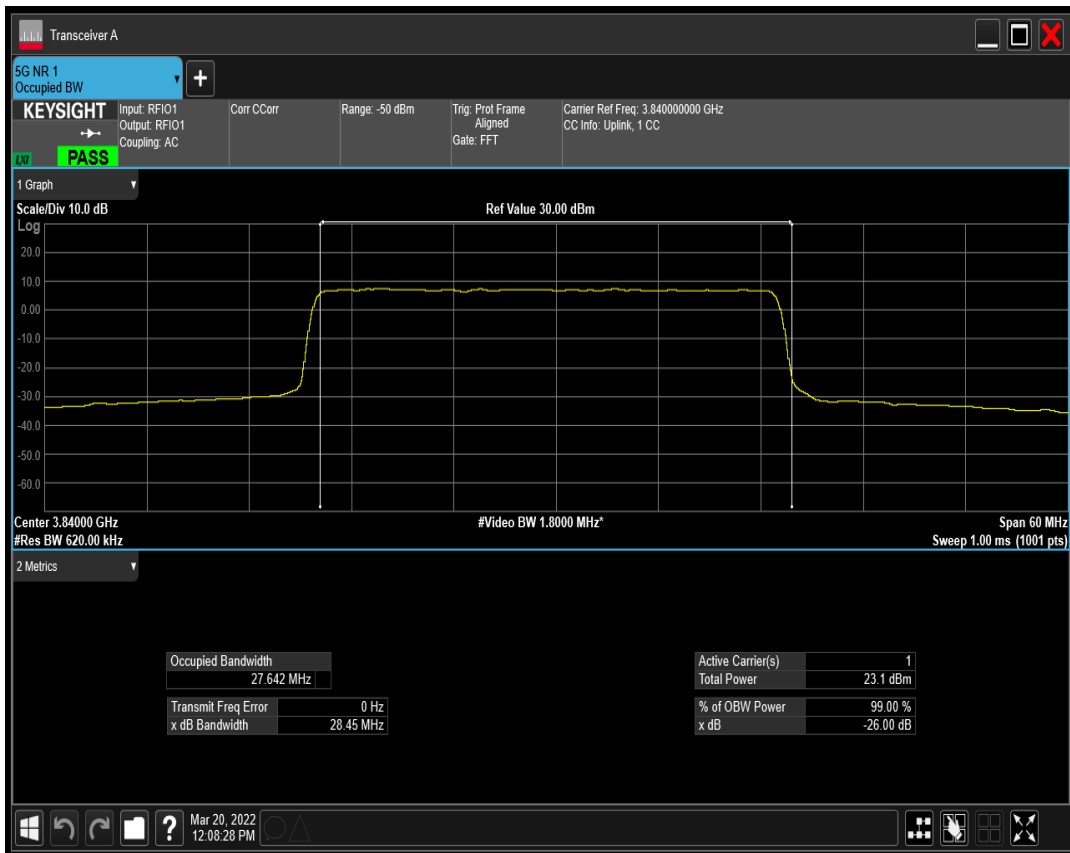 Transceiver A
5G NR 1
Occupied BW
+
KEYSIGHT
LXI
PASS
Input: RFIO1
Output: RFIO1
Coupling: AC
Corr CCorr
Range: -50 dBm
Trig: Prot Frame
Aligned
Gate: FFT
Carrier Ref Freq: 3.840000000 GHz
CC Info: Uplink, 1 CC
1 Graph
Scale/Div 10.0 dB
Ref Value 30.00 dBm
Log
20.0
10.0
0.00
-10.0
-20.0
-30.0
-40.0
-50.0
-60.0
Center 3.84000 GHz
#Video BW 1.8000 MHz*
Span 60 MHz
#Res BW 620.00 kHz
Sweep 1.00 ms (1001 pts)
2 Metrics
Occupied Bandwidth
27.642 MHz
Transmit Freq Error 0 Hz
x dB Bandwidth 28.45 MHz
Active Carrier(s) 1
Total Power 23.1 dBm
% of OBW Power 99.00 %
x dB -26.00 dB
?
Mar 20, 2022
12:08:28 PM